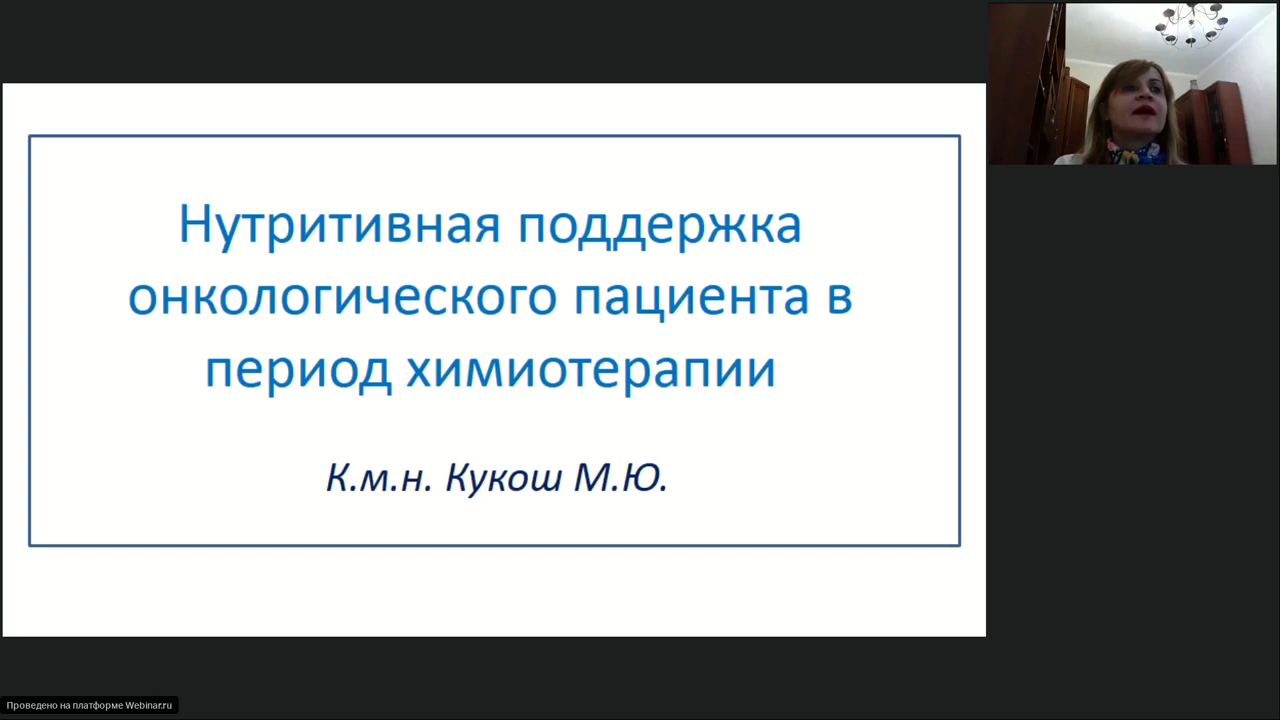 Нутритивная поддержка
онкологического пациента в
период химиотерапии
К.м.н. Кукош М.Ю.
Проведено на платформе Webinar.ru